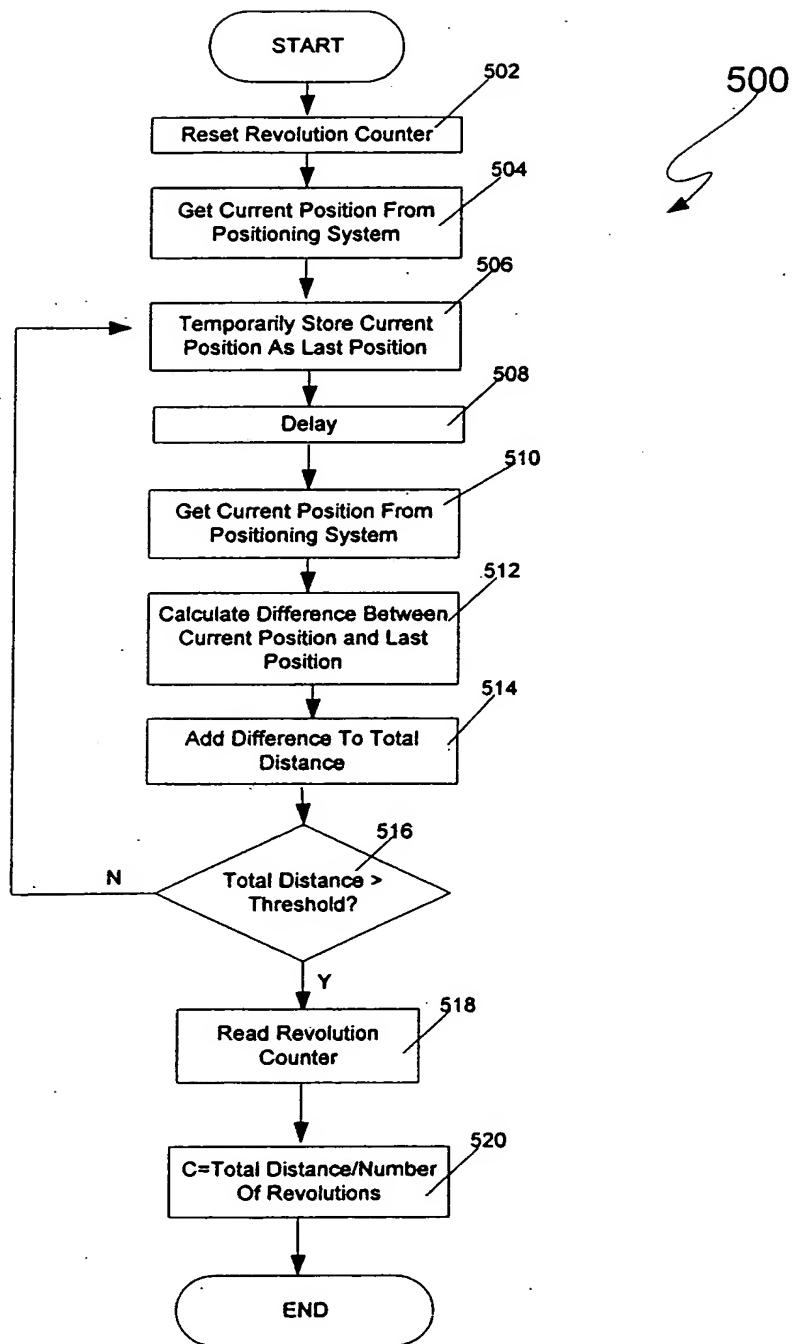 START
500
502
Reset Revolution Counter
504
Get Current Position From
Positioning System
506
Temporarily Store Current
Position As Last Position
508
Delay
510
Get Current Position From
Positioning System
512
Calculate Difference Between
Current Position and Last
Position
514
Add Difference To Total
Distance
516
Total Distance >
Threshold?
N
Y
518
Read Revolution
Counter
520
C=Total Distance/Number
Of Revolutions
END